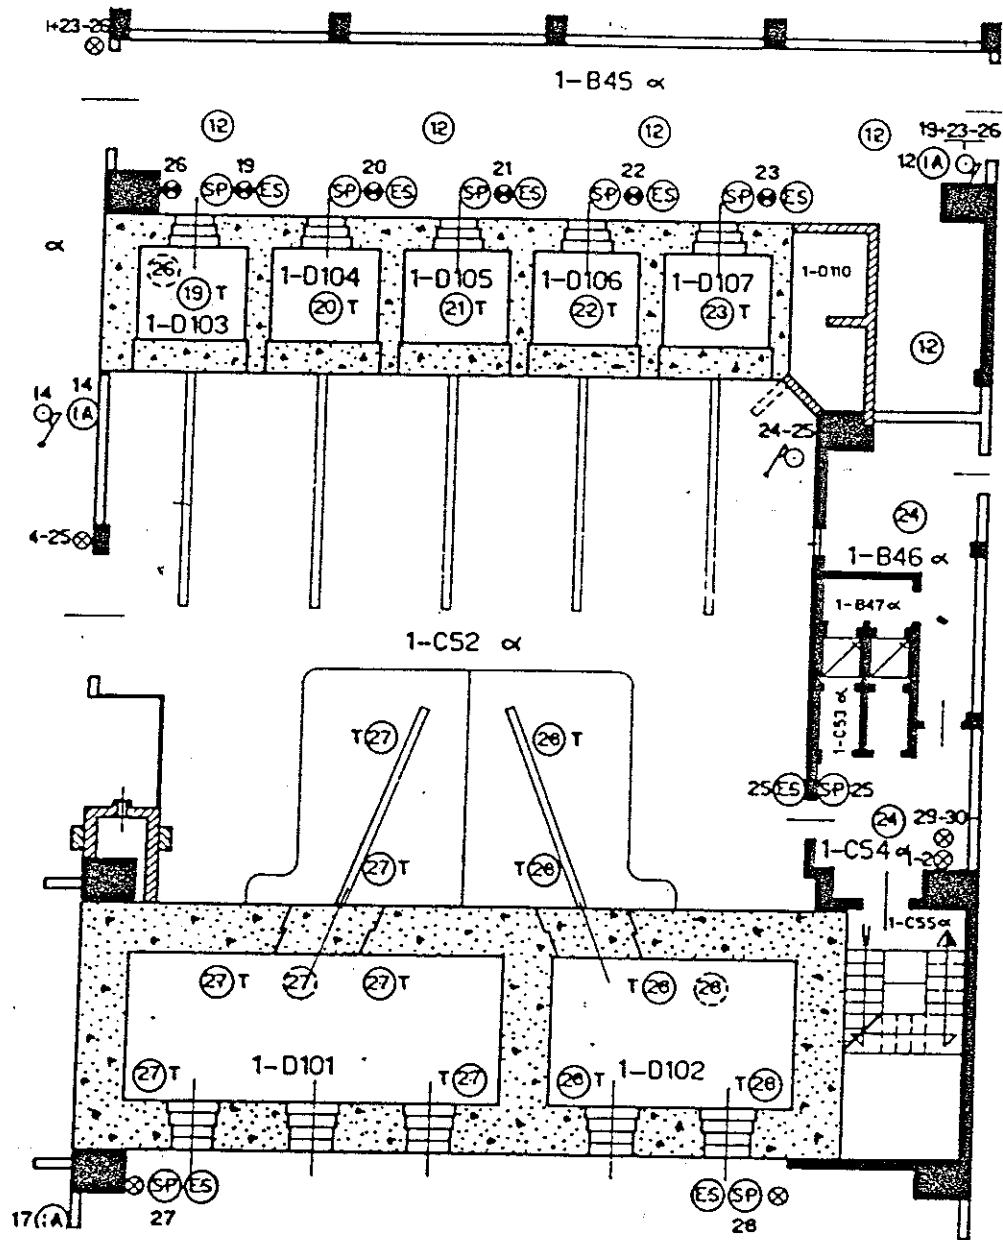 1+23-26
1-B45 α
12 12 12 12 19+23-26
12 1A
26 19 20 21 22 23
SP ES SP ES SP ES SP ES SP ES
α
26 1-D104 1-D105 1-D106 1-D107 1-D110
19 T 20 T 21 T 22 T 23 T
1-D103
12
14 14
1A
24-25
24
4-25
1-B46 α
1-B47 α
1-C52 α
1-C53 α
T 27 28 T
25 ES SP 25
24 29-30
27 T T 28
1-C54 α 1-2
1-C55 α
27 T 27 27 T T 28 28
1-D101 1-D102
27 T T 27 28 T T 28
SP ES ES SP
17 1A 27 28